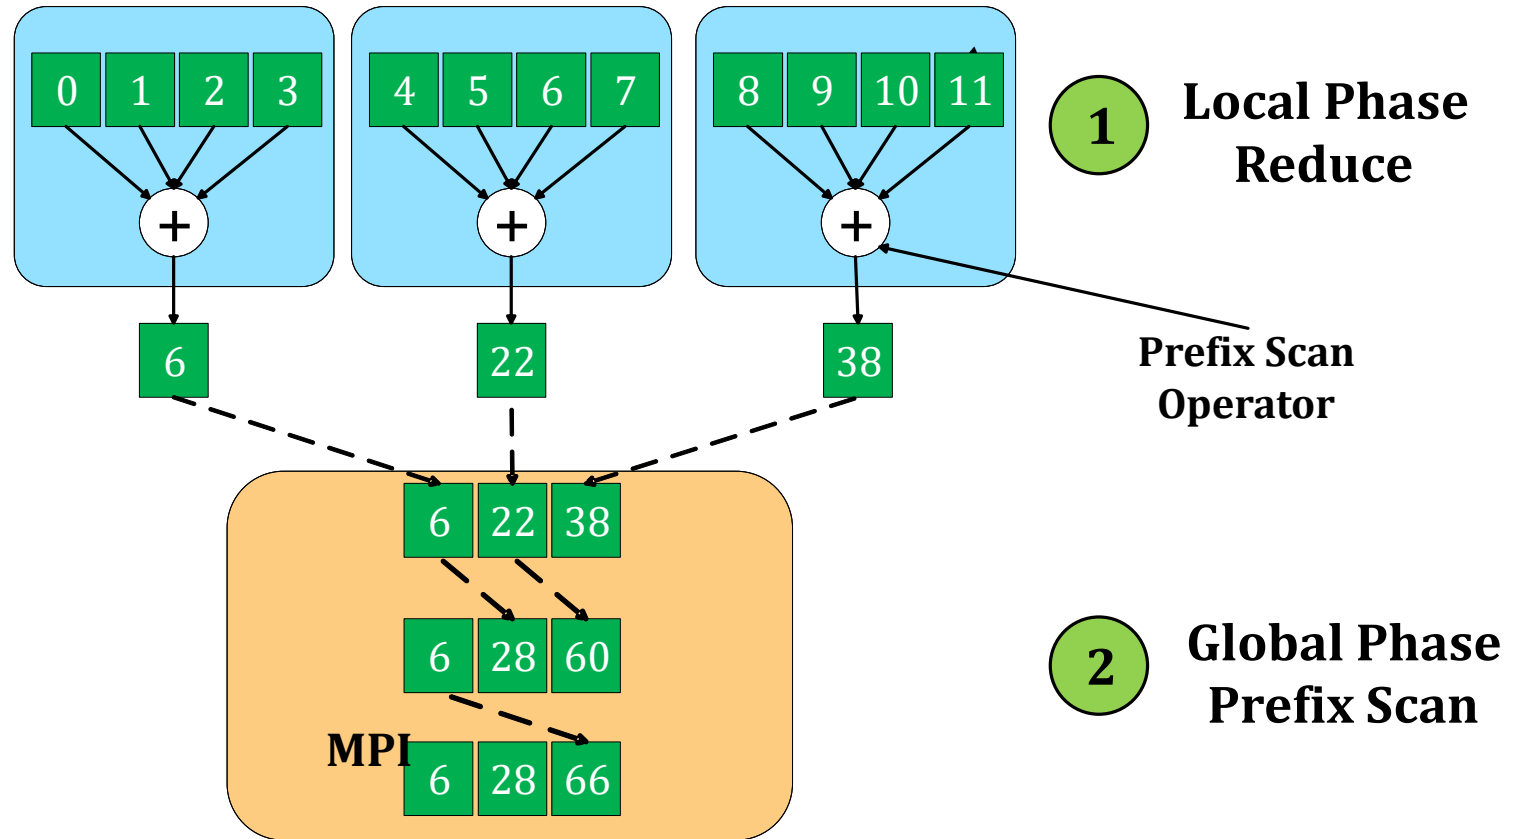 0 1 2 3 4 5 6 7 8 9 10 11
1 Local Phase
Reduce
+ + +
6 22 38
Prefix Scan
Operator
6 22 38
6 28 60
2 Global Phase
Prefix Scan
MPI
6 28 66